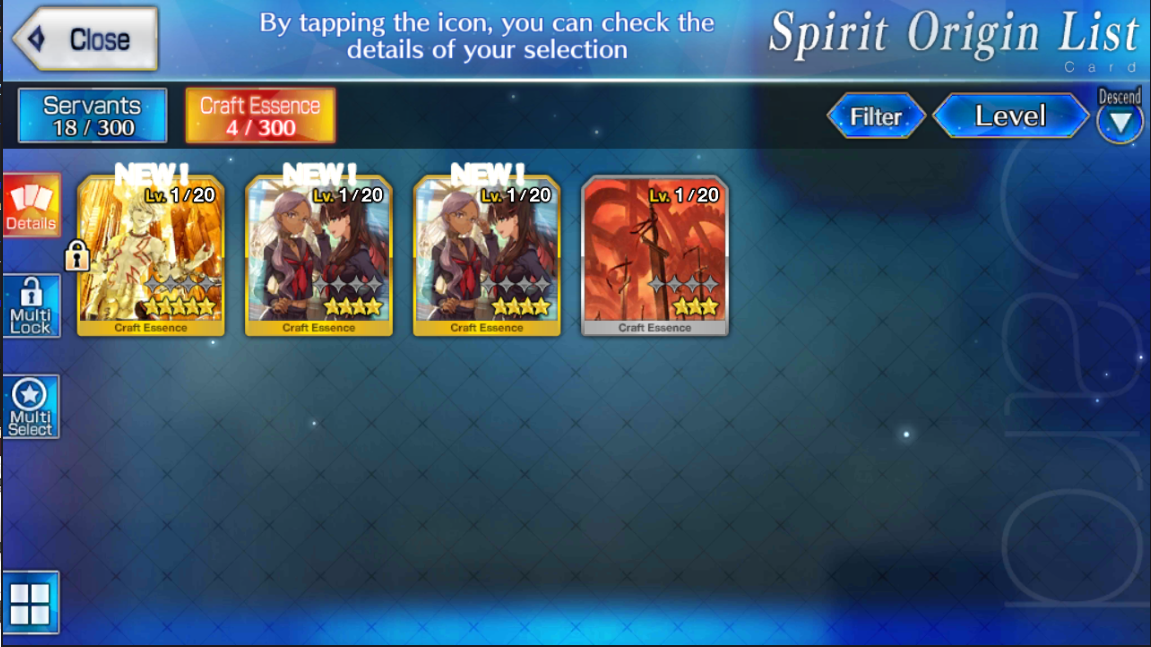 Close
By tapping the icon, you can check the
details of your selection
Spirit Origin List
Card
Servants
18 / 300
Craft Essence
4 / 300
Filter
Level
Descend
Details
Multi
Lock
Multi
Select
NEW!
Lv. 1/20
Craft Essence
NEW!
Lv. 1/20
Craft Essence
NEW!
Lv. 1/20
Craft Essence
Lv. 1/20
Craft Essence
Card